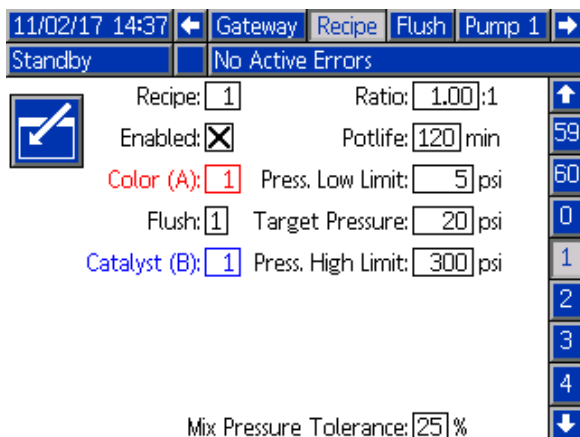 11/02/17 14:37 Gateway Recipe Flush Pump 1
Standby No Active Errors
Recipe: 1 Ratio: 1.00:1
Enabled: Potlife: 120 min
Color (A): 1 Press. Low Limit: 5 psi
Flush: 1 Target Pressure: 20 psi
Catalyst (B): 1 Press. High Limit: 300 psi
Mix Pressure Tolerance: 25 %
59
60
0
1
2
3
4